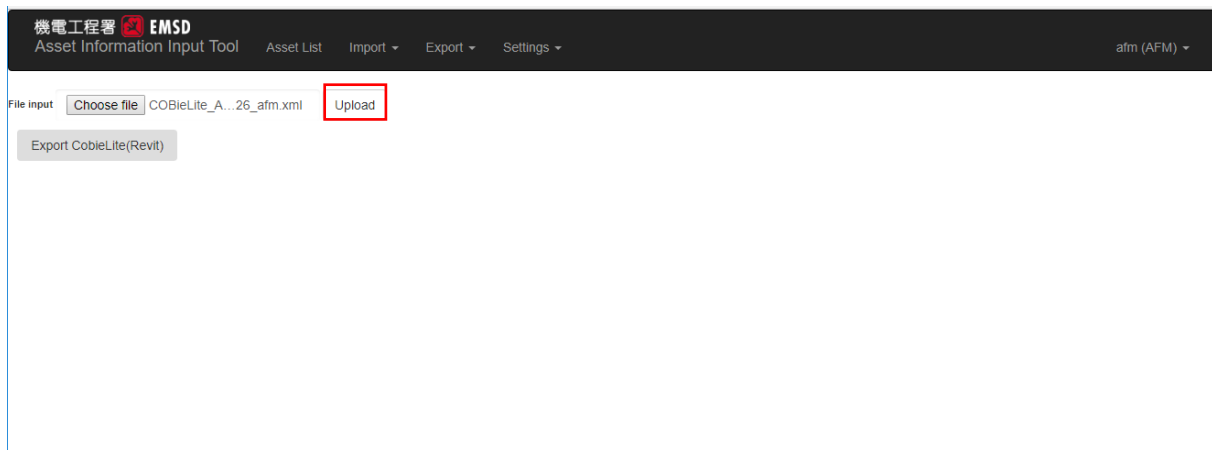 機電工程署 EMSD
Asset Information Input Tool Asset List Import Export Settings afm (AFM)
File input Choose file COBieLite_A...26_afm.xml Upload
Export CobieLite(Revit)